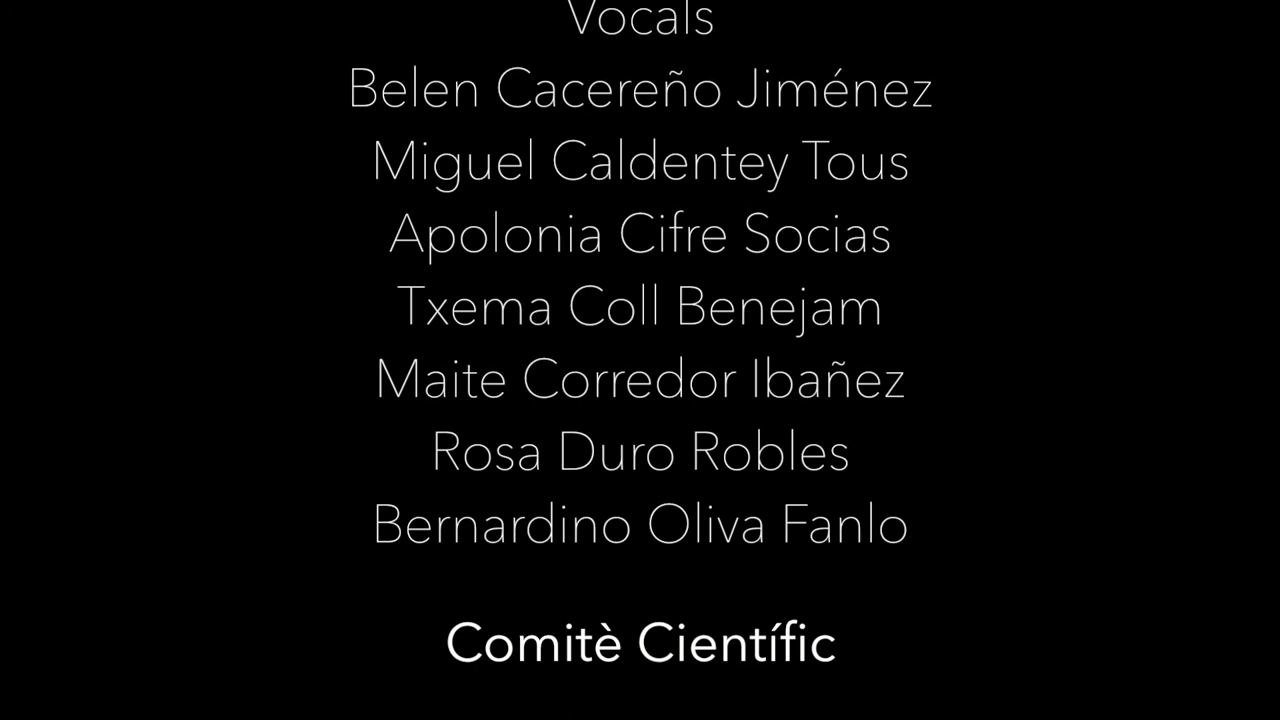 Vocals
Belen Cacereño Jiménez
Miguel Caldentey Tous
Apolonia Cifre Socias
Txema Coll Benejam
Maite Corredor Ibañez
Rosa Duro Robles
Bernardino Oliva Fanlo
Comitè Científic